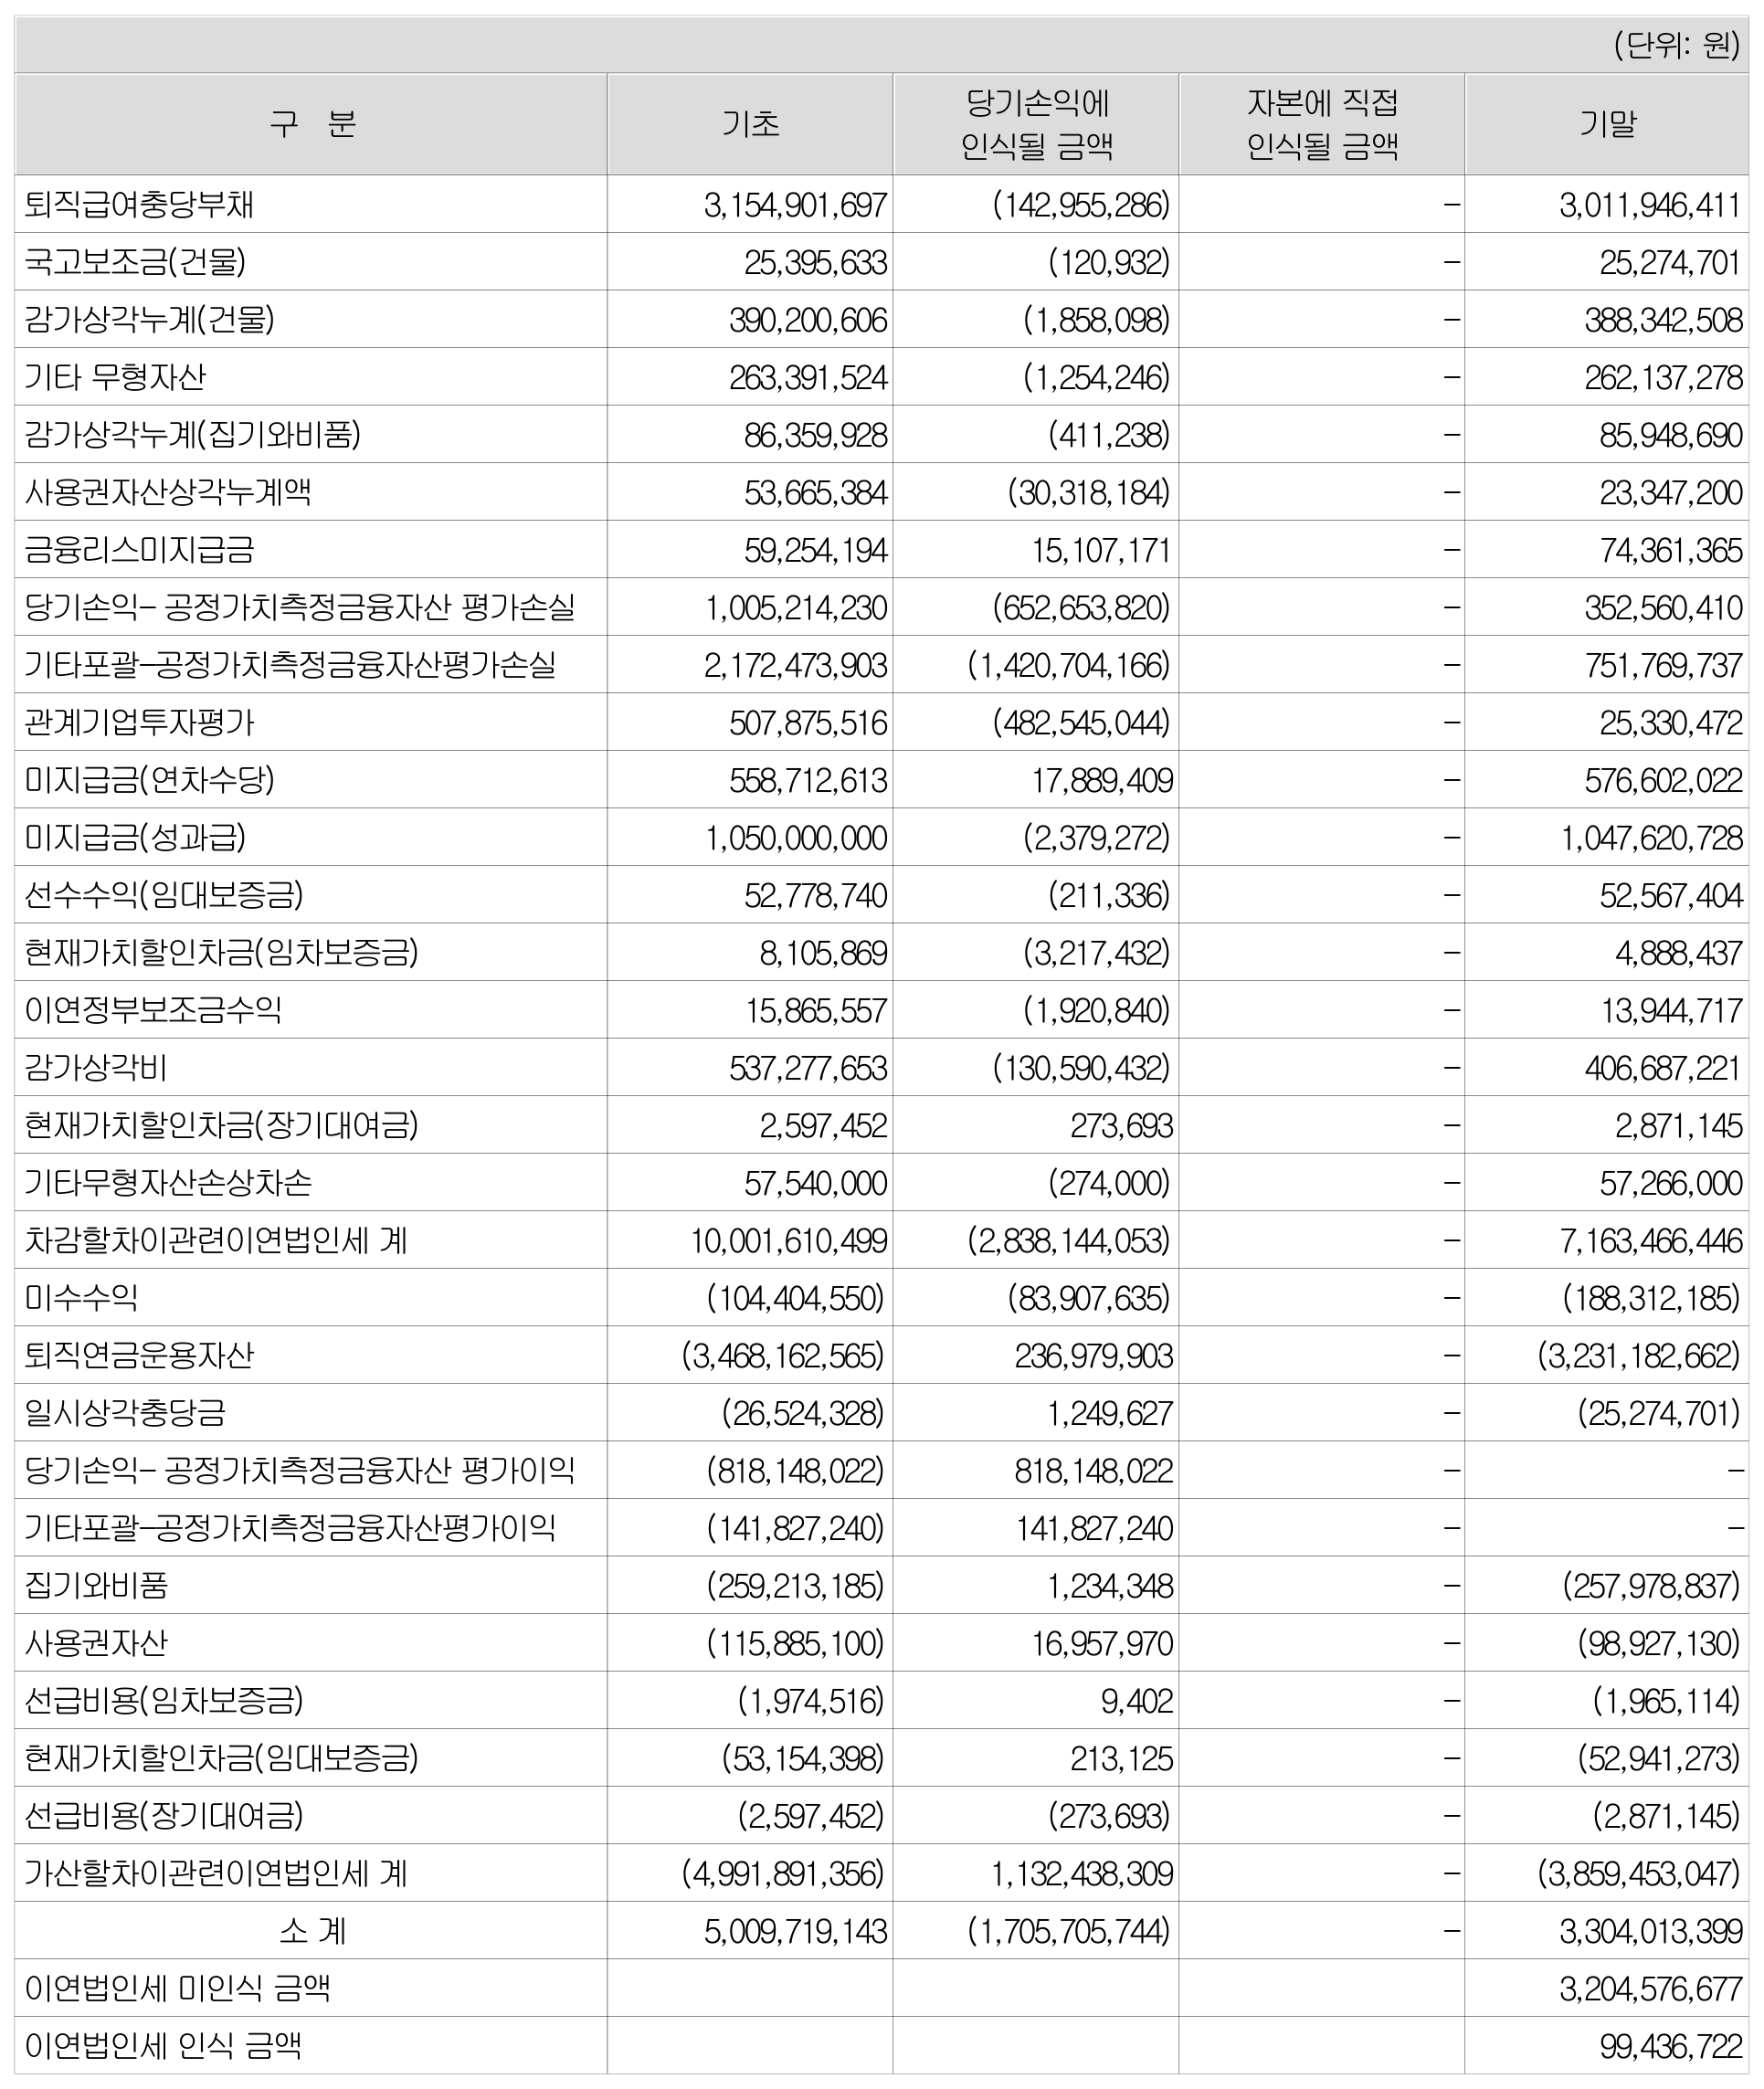 (단위: 원)
구 분 기초 당기손익에 인식될 금액 자본에 직접 인식될 금액 기말
퇴직급여충당부채 3,154,901,697 (142,955,286) – 3,011,946,411
국고보조금(건물) 25,395,633 (120,932) – 25,274,701
감가상각누계(건물) 390,200,606 (1,858,098) – 388,342,508
기타 무형자산 263,391,524 (1,254,246) – 262,137,278
감가상각누계(집기와비품) 86,359,928 (411,238) – 85,948,690
사용권자산상각누계액 53,665,384 (30,318,184) – 23,347,200
금융리스미지급금 59,254,194 15,107,171 – 74,361,365
당기손익– 공정가치측정금융자산 평가손실 1,005,214,230 (652,653,820) – 352,560,410
기타포괄–공정가치측정금융자산평가손실 2,172,473,903 (1,420,704,166) – 751,769,737
관계기업투자평가 507,875,516 (482,545,044) – 25,330,472
미지급금(연차수당) 558,712,613 17,889,409 – 576,602,022
미지급금(성과급) 1,050,000,000 (2,379,272) – 1,047,620,728
선수수익(임대보증금) 52,778,740 (211,336) – 52,567,404
현재가치할인차금(임차보증금) 8,105,869 (3,217,432) – 4,888,437
이연정부보조금수익 15,865,557 (1,920,840) – 13,944,717
감가상각비 537,277,653 (130,590,432) – 406,687,221
현재가치할인차금(장기대여금) 2,597,452 273,693 – 2,871,145
기타무형자산손상차손 57,540,000 (274,000) – 57,266,000
차감할차이관련이연법인세 계 10,001,610,499 (2,838,144,053) – 7,163,466,446
미수수익 (104,404,550) (83,907,635) – (188,312,185)
퇴직연금운용자산 (3,468,162,565) 236,979,903 – (3,231,182,662)
일시상각충당금 (26,524,328) 1,249,627 – (25,274,701)
당기손익– 공정가치측정금융자산 평가이익 (818,148,022) 818,148,022 – –
기타포괄–공정가치측정금융자산평가이익 (141,827,240) 141,827,240 – –
집기와비품 (259,213,185) 1,234,348 – (257,978,837)
사용권자산 (115,885,100) 16,957,970 – (98,927,130)
선급비용(임차보증금) (1,974,516) 9,402 – (1,965,114)
현재가치할인차금(임대보증금) (53,154,398) 213,125 – (52,941,273)
선급비용(장기대여금) (2,597,452) (273,693) – (2,871,145)
가산할차이관련이연법인세 계 (4,991,891,356) 1,132,438,309 – (3,859,453,047)
소 계 5,009,719,143 (1,705,705,744) – 3,304,013,399
이연법인세 미인식 금액 3,204,576,677
이연법인세 인식 금액 99,436,722